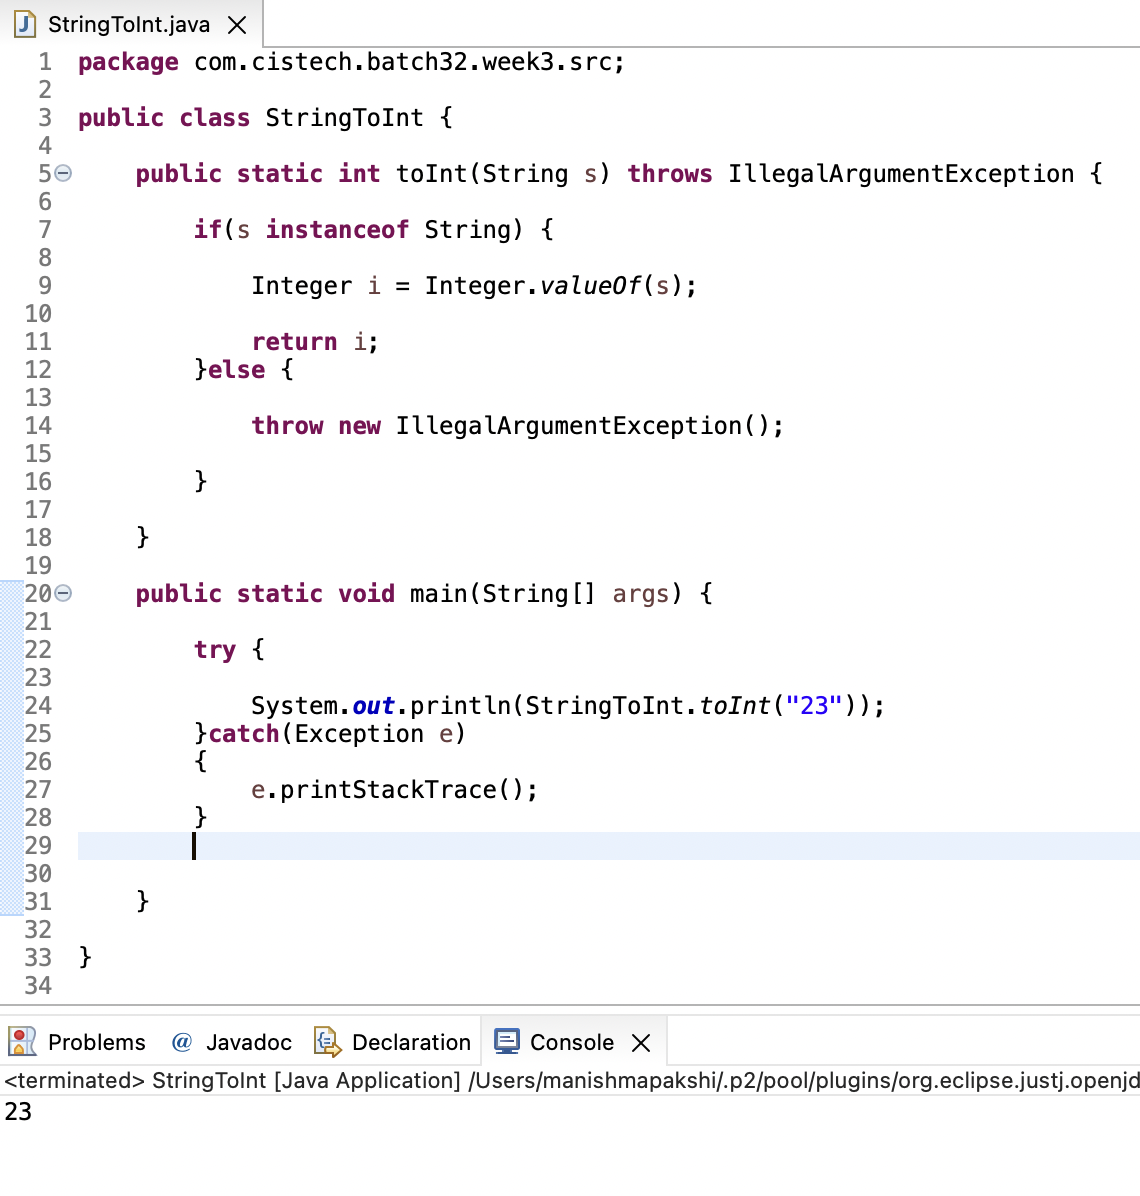 StringToInt.java
1 package com.cistech.batch32.week3.src;
2
3 public class StringToInt {
4
5 public static int toInt(String s) throws IllegalArgumentException {
6
7 if(s instanceof String) {
8
9 Integer i = Integer.valueOf(s);
10
11 return i;
12 }else {
13
14 throw new IllegalArgumentException();
15
16 }
17
18 }
19
20 public static void main(String[] args) {
21
22 try {
23
24 System.out.println(StringToInt.toInt("23"));
25 }catch(Exception e)
26 {
27 e.printStackTrace();
28 }
29
30
31 }
32
33 }
34
Problems @ Javadoc Declaration Console
<terminated> StringToInt [Java Application] /Users/manishmapakshi/.p2/pool/plugins/org.eclipse.justj.openjd
23